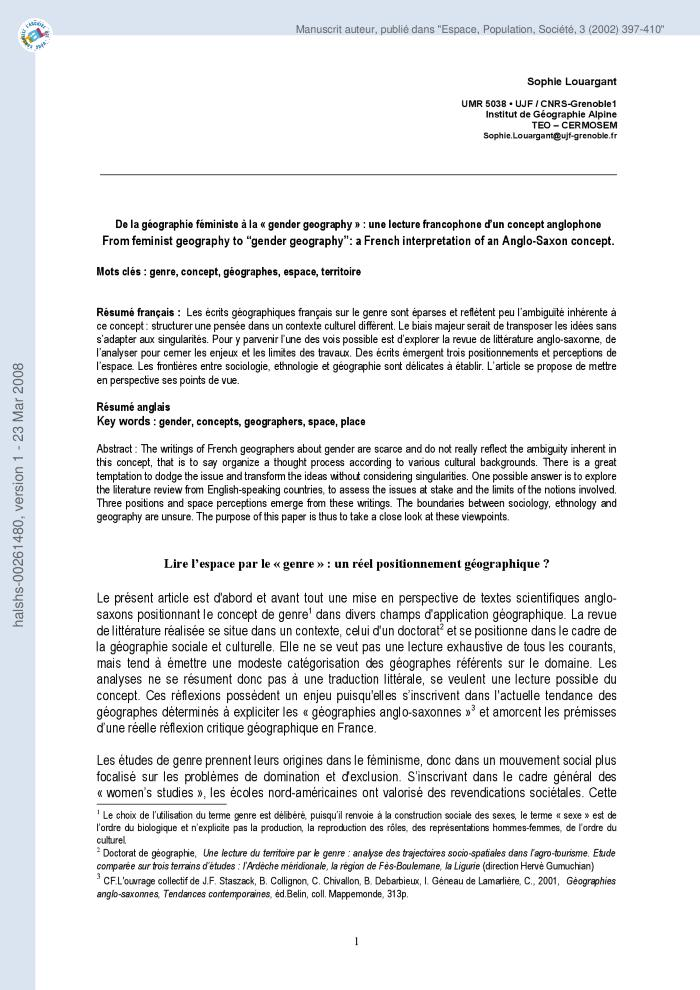 Manuscrit auteur, publié dans "Espace, Population, Société, 3 (2002) 397-410"
Sophie Louargant
UMR 5038 • UJF / CNRS-Grenoble1
Institut de Géographie Alpine
TEO – CERMOSEM
Sophie.Louargant@ujf-grenoble.fr
De la géographie féministe à la « gender geography » : une lecture francophone d'un concept anglophone
From feminist geography to “gender geography”: a French interpretation of an Anglo-Saxon concept.
Mots clés : genre, concept, géographes, espace, territoire
Résumé français : Les écrits géographiques français sur le genre sont éparses et reflètent peu l’ambiguïté inhérente à
ce concept : structurer une pensée dans un contexte culturel différent. Le biais majeur serait de transposer les idées sans
s’adapter aux singularités. Pour y parvenir l’une des vois possible est d’explorer la revue de littérature anglo-saxonne, de
l’analyser pour cerner les enjeux et les limites des travaux. Des écrits émergent trois positionnements et perceptions de
l’espace. Les frontières entre sociologie, ethnologie et géographie sont délicates à établir. L’article se propose de mettre
en perspective ses points de vue.
Résumé anglais
Key words : gender, concepts, geographers, space, place
Abstract : The writings of French geographers about gender are scarce and do not really reflect the ambiguity inherent in
this concept, that is to say organize a thought process according to various cultural backgrounds. There is a great
temptation to dodge the issue and transform the ideas without considering singularities. One possible answer is to explore
the literature review from English-speaking countries, to assess the issues at stake and the limits of the notions involved.
Three positions and space perceptions emerge from these writings. The boundaries between sociology, ethnology and
geography are unsure. The purpose of this paper is thus to take a close look at these viewpoints.
Lire l’espace par le « genre » : un réel positionnement géographique ?
Le présent article est d'abord et avant tout une mise en perspective de textes scientifiques anglo-
saxons positionnant le concept de genre1 dans divers champs d'application géographique. La revue
de littérature réalisée se situe dans un contexte, celui d'un doctorat2 et se positionne dans le cadre de
la géographie sociale et culturelle. Elle ne se veut pas une lecture exhaustive de tous les courants,
mais tend à émettre une modeste catégorisation des géographes référents sur le domaine. Les
analyses ne se résument donc pas à une traduction littérale, se veulent une lecture possible du
concept. Ces réflexions possèdent un enjeu puisqu'elles s’inscrivent dans l'actuelle tendance des
géographes déterminés à expliciter les « géographies anglo-saxonnes »3 et amorcent les prémisses
d’une réelle réflexion critique géographique en France.
Les études de genre prennent leurs origines dans le féminisme, donc dans un mouvement social plus
focalisé sur les problèmes de domination et d'exclusion. S’inscrivant dans le cadre général des
« women’s studies », les écoles nord-américaines ont valorisé des revendications sociétales. Cette
1 Le choix de l’utilisation du terme genre est délibéré, puisqu’il renvoie à la construction sociale des sexes, le terme « sexe » est de
l’ordre du biologique et n’explicite pas la production, la reproduction des rôles, des représentations hommes-femmes, de l’ordre du
culturel.
2 Doctorat de géographie, Une lecture du territoire par le genre : analyse des trajectoires socio-spatiales dans l’agro-tourisme. Etude
comparée sur trois terrains d’études : l’Ardèche méridionale, la région de Fès-Boulemane, la Ligurie (direction Hervé Gumuchian)
3 CF.L’ouvrage collectif de J.F. Staszack, B. Collignon, C. Chivallon, B. Debarbieux, I. Géneau de Lamarlière, C., 2001, Géographies
anglo-saxonnes, Tendances contemporaines, éd.Belin, coll. Mappemonde, 313p.
1
halshs-00261480, version 1 - 23 Mar 2008